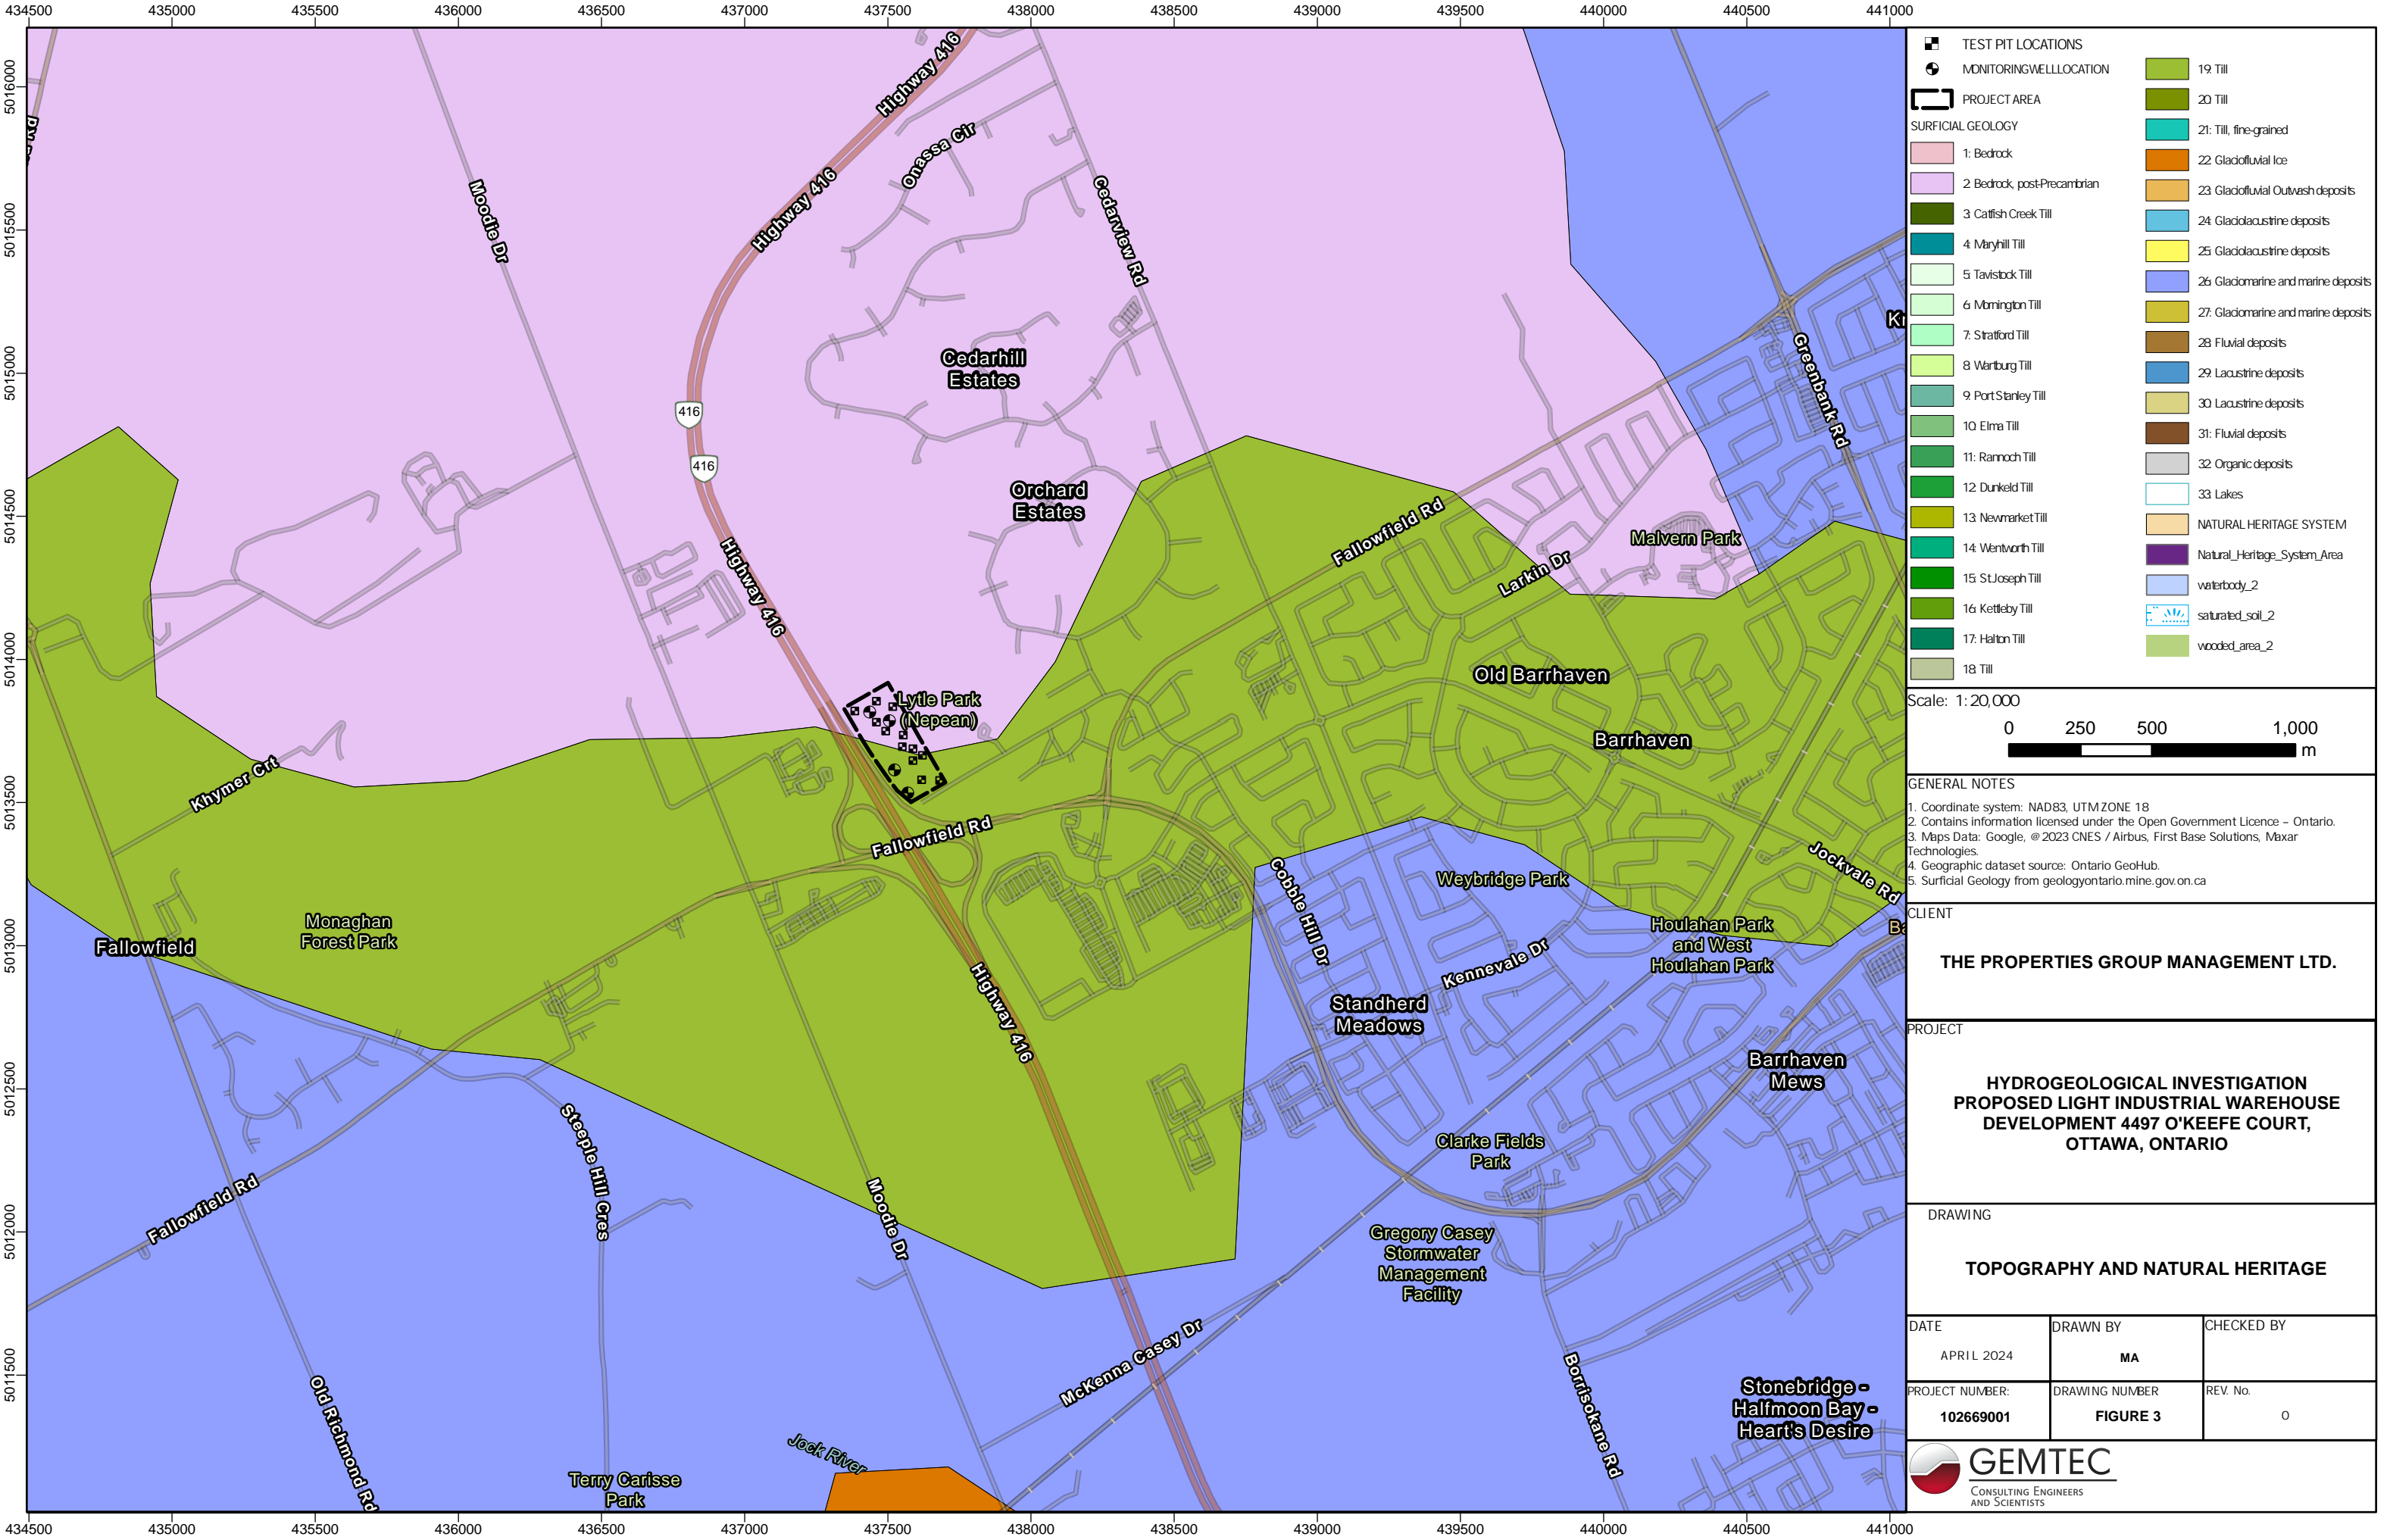 434500 435000 435500 436000 436500 437000 437500 438000 438500 439000 439500 440000 440500 441000
5016000
5015500
5015000
5014500
5014000
5013500
5013000
5012500
5012000
5011500
Rd
Moodie Dr
Highway 416
Highway 416
Onassa Cir
Cedarview Rd
416
416
Cedarhill
Estates
Orchard
Estates
Highway 416
Greenbank Rd
Fallowfield Rd
Larkin Dr
Malvern Park
Lytle Park
(Nepean)
Old Barrhaven
Barrhaven
Khymer Crt
Fallowfield Rd
Jockvale Rd
Cobble Hill Dr
Weybridge Park
Monaghan
Forest Park
Fallowfield
Houlahan Park
and West
Houlahan Park
Kennevale Dr
Highway 416
Standherd
Meadows
Barrhaven
Mews
Steeple Hill Cres
Clarke Fields
Park
Fallowfield Rd
Moodie Dr
Gregory Casey
Stormwater
Management
Facility
McKenna Casey Dr
Old Richmond Rd
Borrisokane Rd
Stonebridge -
Halfmoon Bay -
Heart's Desire
Jock River
Terry Carisse
Park
434500 435000 435500 436000 436500 437000 437500 438000 438500 439000 439500 440000 440500 441000
TEST PIT LOCATIONS
MONITORING WELL LOCATION
PROJECT AREA
SURFICIAL GEOLOGY
1: Bedrock
2: Bedrock, post-Precambrian
3: Catfish Creek Till
4: Maryhill Till
5: Tavistock Till
6: Mornington Till
7: Stratford Till
8: Wartburg Till
9: Port Stanley Till
10: Elma Till
11: Rannoch Till
12: Dunkeld Till
13: Newmarket Till
14: Wentworth Till
15: St.Joseph Till
16: Kettleby Till
17: Halton Till
18: Till
19: Till
20: Till
21: Till, fine-grained
22: Glaciofluvial Ice
23: Glaciofluvial Outwash deposits
24: Glaciolacustrine deposits
25: Glaciolacustrine deposits
26: Glaciomarine and marine deposits
27: Glaciomarine and marine deposits
28: Fluvial deposits
29: Lacustrine deposits
30: Lacustrine deposits
31: Fluvial deposits
32: Organic deposits
33: Lakes
NATURAL HERITAGE SYSTEM
Natural_Heritage_System_Area
waterbody_2
saturated_soil_2
wooded_area_2
Scale: 1:20,000
0 250 500 1,000
m
GENERAL NOTES
1. Coordinate system: NAD83, UTM ZONE 18
2. Contains information licensed under the Open Government Licence – Ontario.
3. Maps Data: Google, @ 2023 CNES / Airbus, First Base Solutions, Maxar
Technologies.
4. Geographic dataset source: Ontario GeoHub.
5. Surficial Geology from geologyontario.mine.gov.on.ca
CLIENT
THE PROPERTIES GROUP MANAGEMENT LTD.
PROJECT
HYDROGEOLOGICAL INVESTIGATION
PROPOSED LIGHT INDUSTRIAL WAREHOUSE
DEVELOPMENT 4497 O'KEEFE COURT,
OTTAWA, ONTARIO
DRAWING
TOPOGRAPHY AND NATURAL HERITAGE
DATE
APRIL 2024
DRAWN BY
MA
CHECKED BY
PROJECT NUMBER:
102669001
DRAWING NUMBER
FIGURE 3
REV. No.
0
GEMTEC
CONSULTING ENGINEERS
AND SCIENTISTS